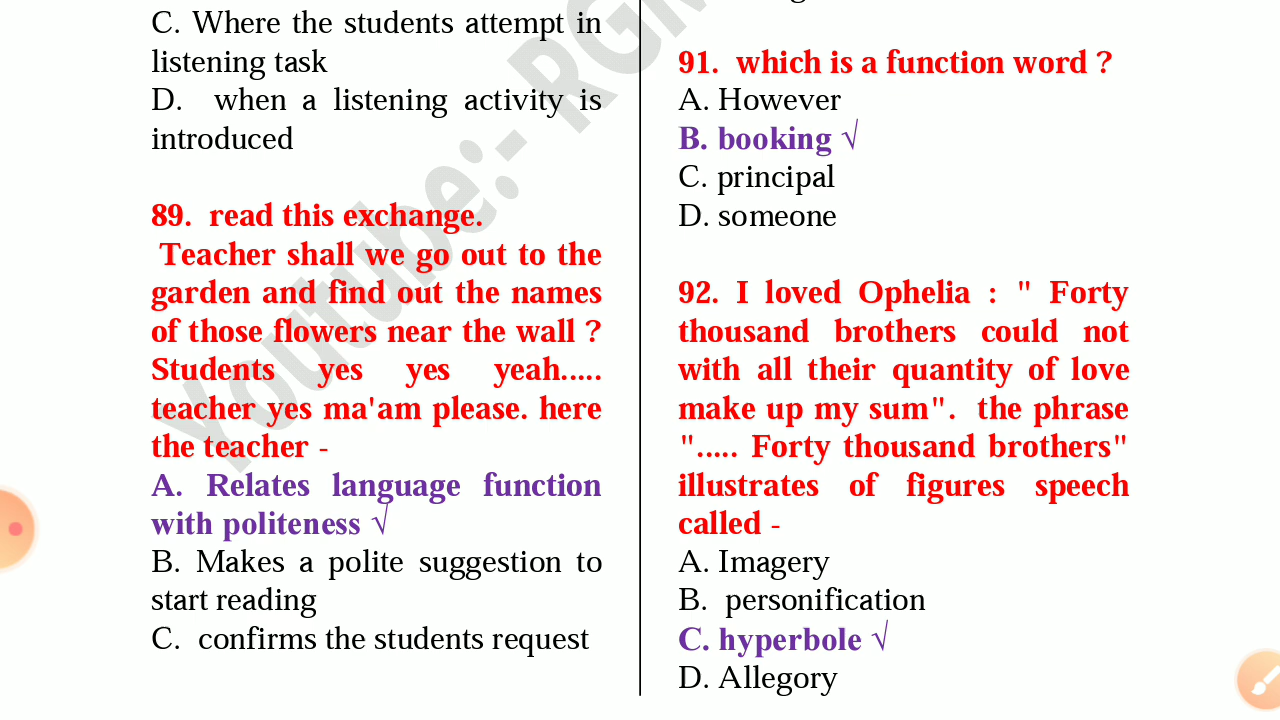 C. Where the students attempt in
listening task
D. when a listening activity is
introduced
89. read this exchange.
Teacher shall we go out to the
garden and find out the names
of those flowers near the wall ?
Students yes yes yeah.....
teacher yes ma'am please. here
the teacher -
A. Relates language function
with politeness √
B. Makes a polite suggestion to
start reading
C. confirms the students request
91. which is a function word ?
A. However
B. booking √
C. principal
D. someone
92. I loved Ophelia : " Forty
thousand brothers could not
with all their quantity of love
make up my sum". the phrase
"..... Forty thousand brothers"
illustrates of figures speech
called -
A. Imagery
B. personification
C. hyperbole √
D. Allegory
Youtube:- RGM